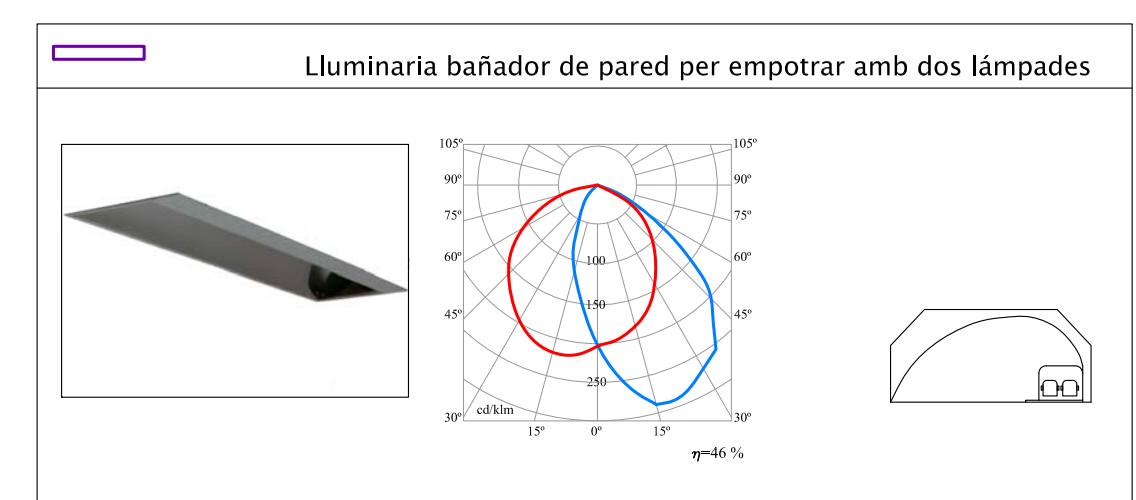 Lluminaria bañador de pared per empotrar amb dos lámpades
105º 105º
90º 90º
75º 75º
60º 60º
100
150
45º 45º
250
cd/klm
30º 30º
15º 0º 15º
η=46 %